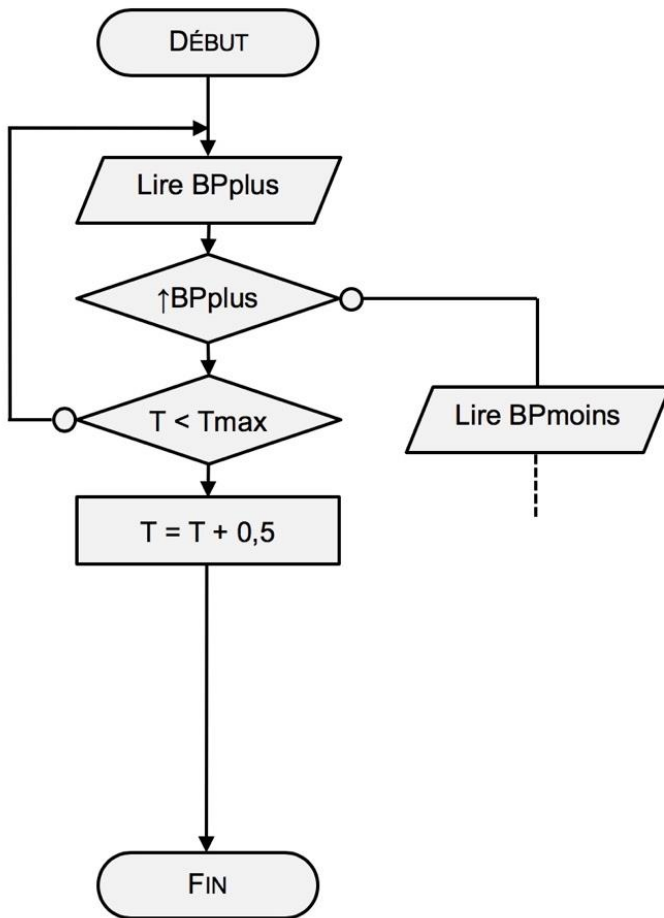 DÉBUT
Lire BPplus
↑BPplus
T < Tmax
Lire BPmoins
T = T + 0,5
FIN